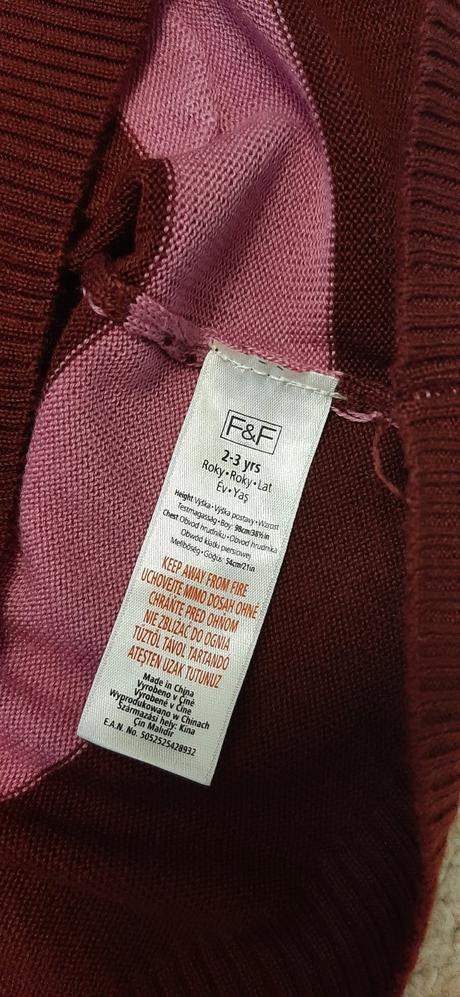 F&F
2-3 yrs
Roky•Roky•Lat
Év•Yaş
Height Výška•Výška postavy•Wzrost
Testmagasság•Boy: 98cm/38½in
Chest Obvod hrudníku•Obvod hrudníka
Obwód klatki piersiowej
Mellbőség•Göğüs: 54cm/21in
KEEP AWAY FROM FIRE
UCHOVEJTE MIMO DOSAH OHNĚ
CHRÁŇTE PRED OHŇOM
NIE ZBLIŻAĆ DO OGNIA
TŰZTŐL TÁVOL TARTANDÓ
ATEŞTEN UZAK TUTUNUZ
Made in China
Vyrobeno v Číně
Vyrobené v Číne
Wyprodukowano w Chinach
Származási hely: Kína
Çin Malıdır
E.A.N. No. 5052525428932